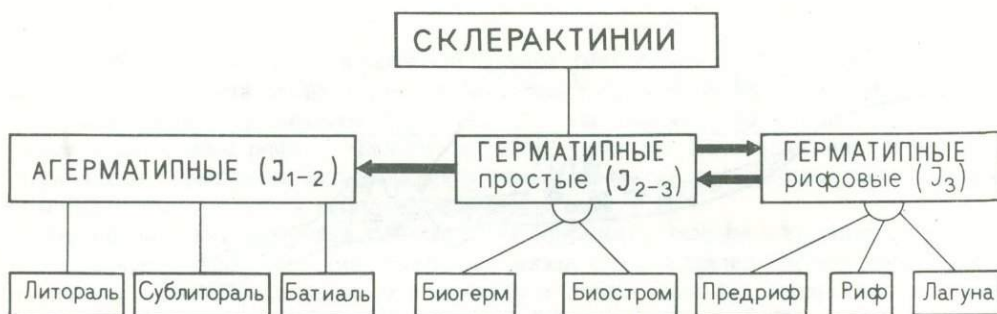 СКЛЕРАКТИНИИ
АГЕРМАТИПНЫЕ (J₁₋₂)
ГЕРМАТИПНЫЕ
простые (J₂₋₃)
ГЕРМАТИПНЫЕ
рифовые (J₃)
Литораль
Сублитораль
Батиаль
Биогерм
Биостром
Предриф
Риф
Лагуна